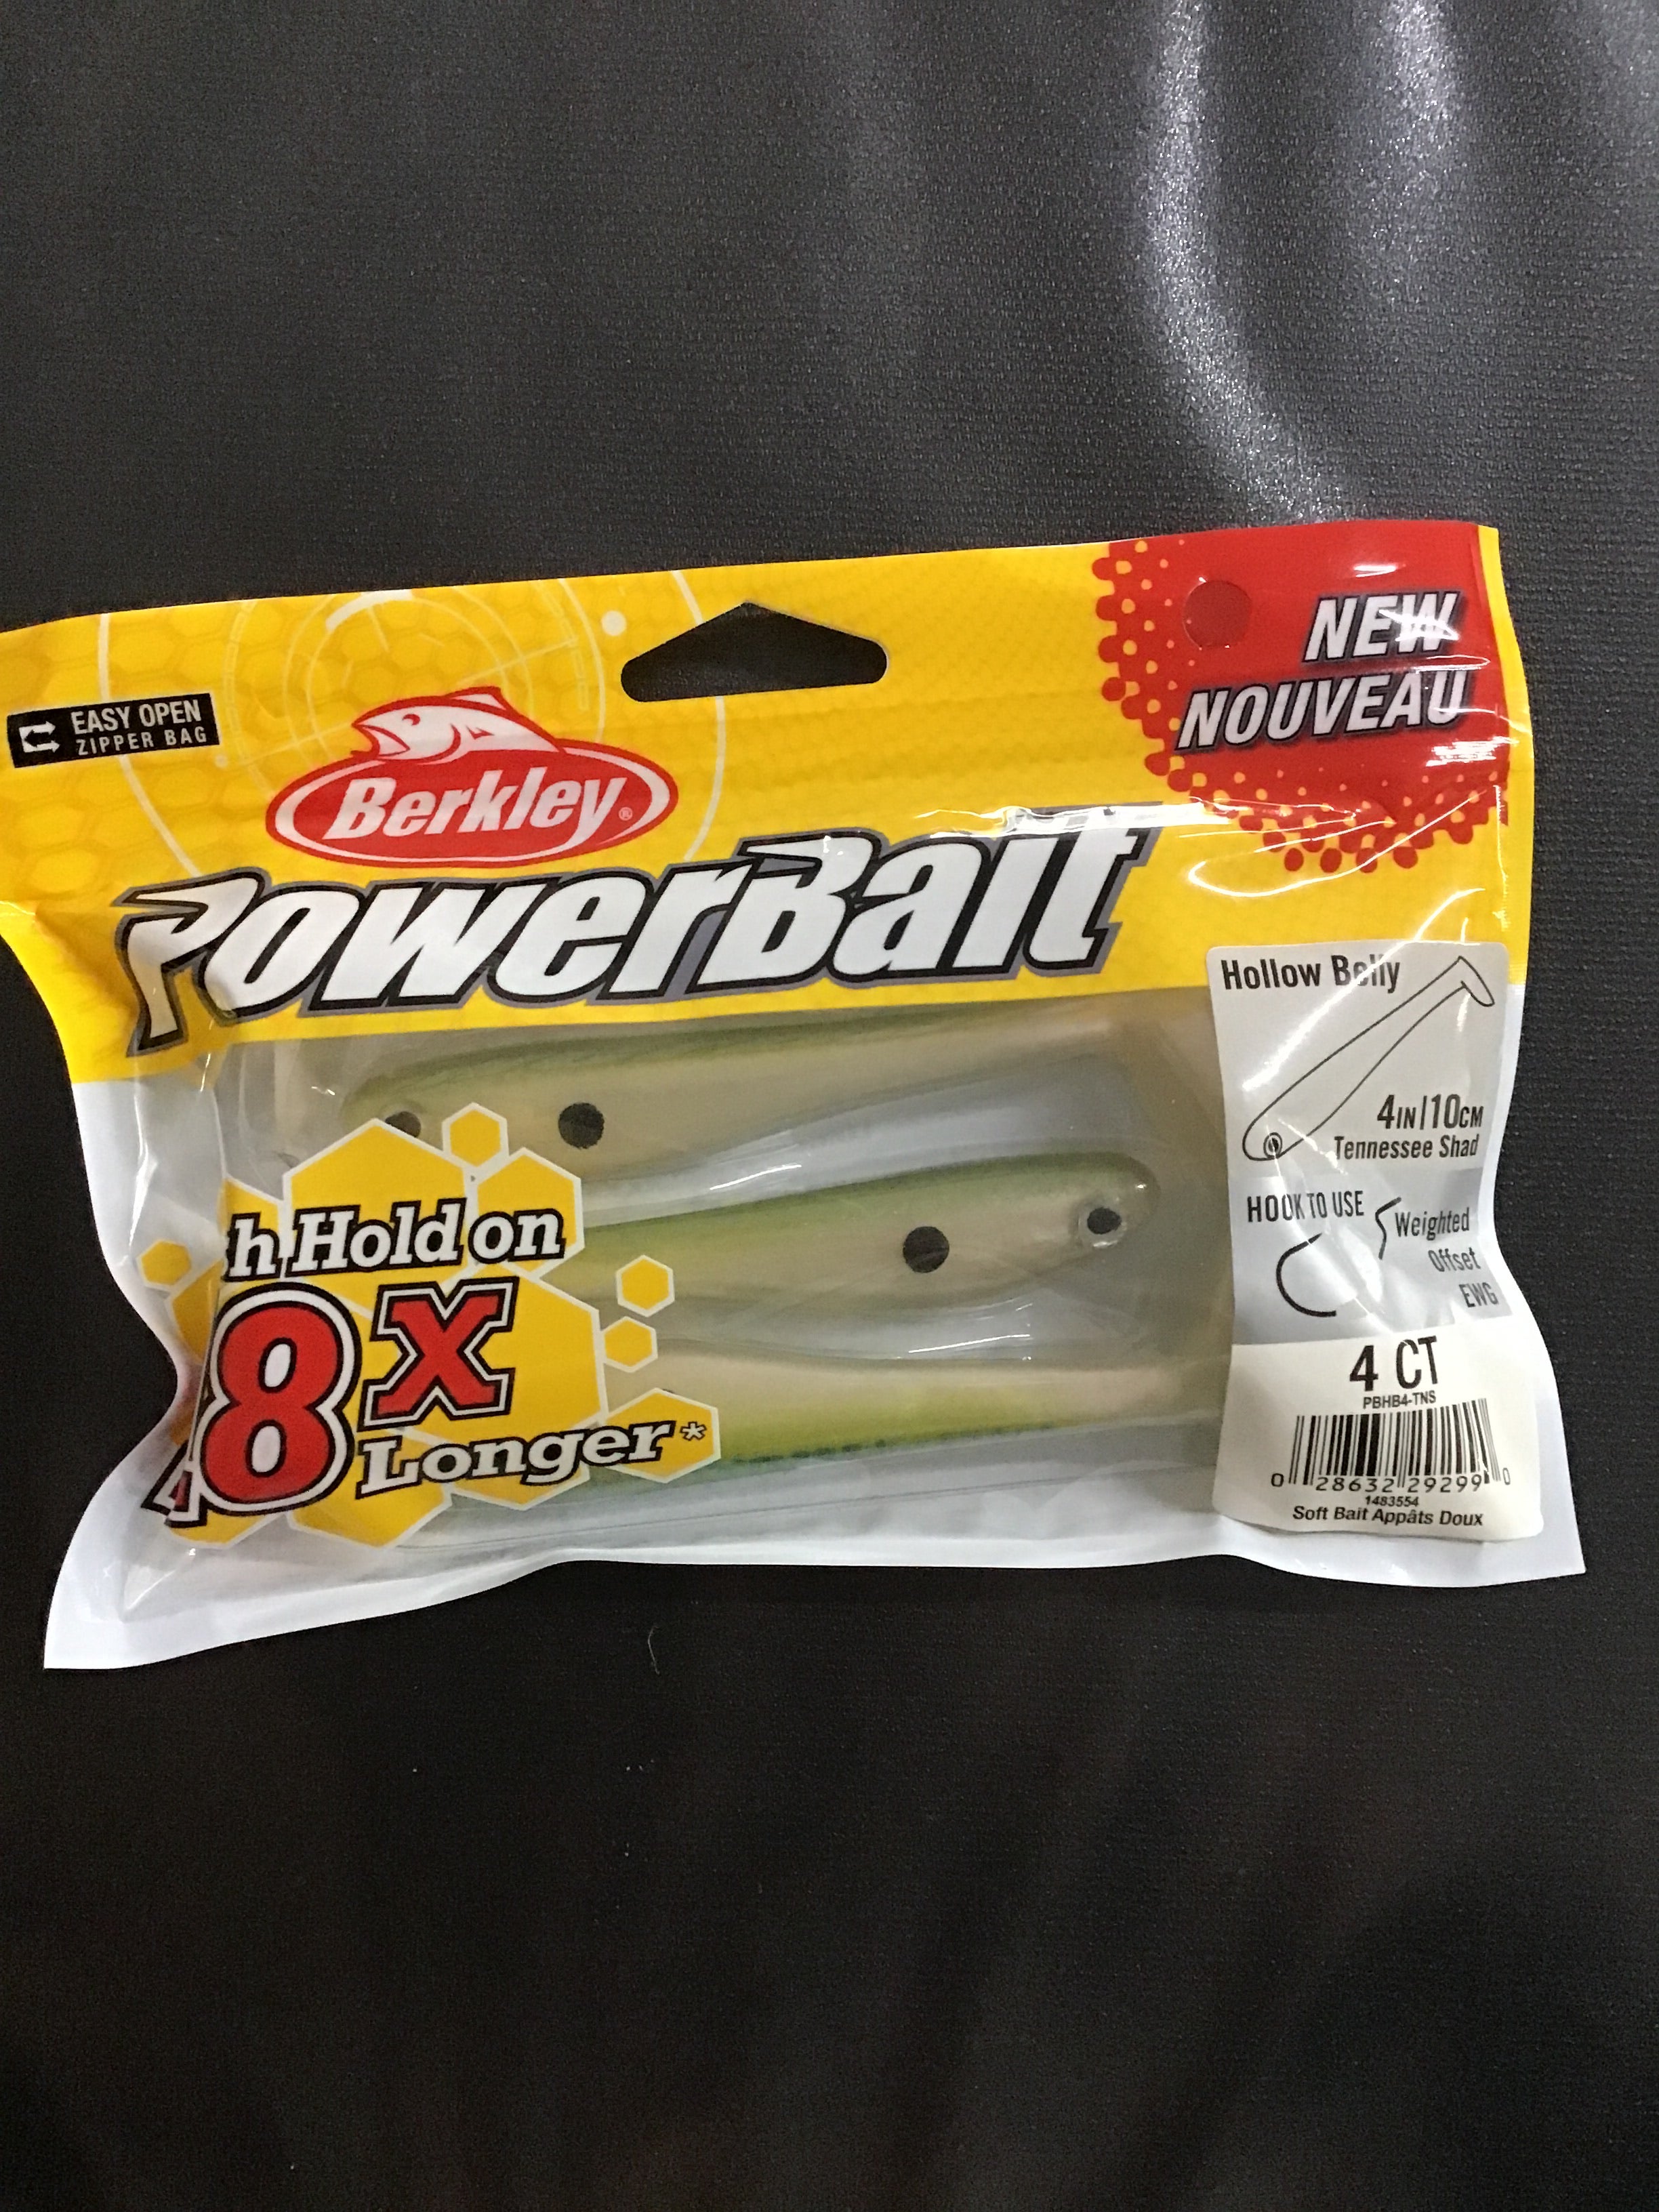 NEW
NOUVEAU
EASY OPEN
ZIPPER BAG
Berkley®
PowerBait
Hollow Belly
4IN|10CM
Tennessee Shad
HOOK TO USE
Weighted
Offset
EWG
h Hold on
18X
Longer*
4 CT
PBHB4-TNS
0 28632 29299 0
1483554
Soft Bait Appâts Doux